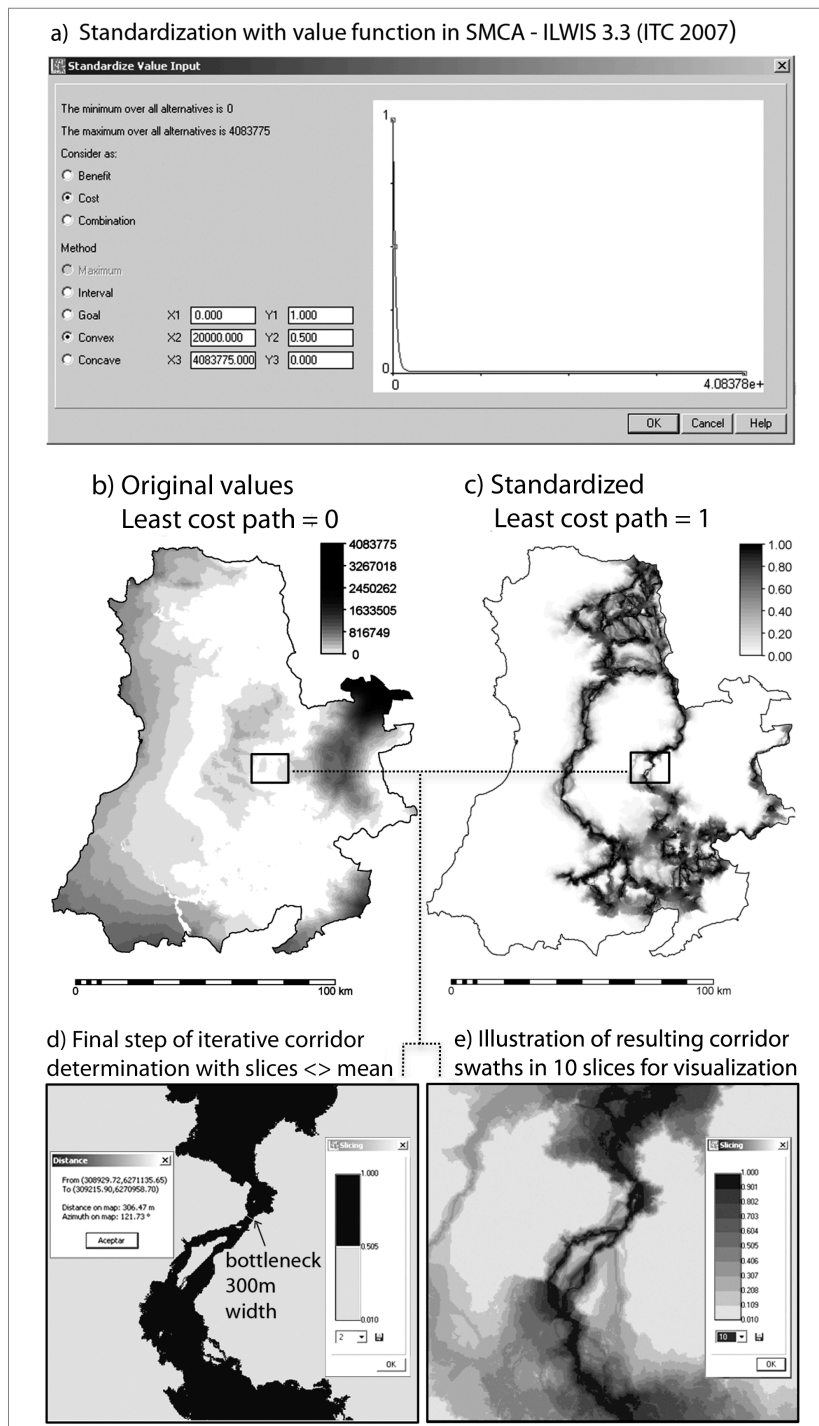 a) Standardization with value function in SMCA - ILWIS 3.3 (ITC 2007)
Standardize Value Input
The minimum over all alternatives is 0
The maximum over all alternatives is 4083775
Consider as:
Benefit
Cost
Combination
Method
Maximum
Interval
Goal X1 0.000 Y1 1.000
Convex X2 20000.000 Y2 0.500
Concave X3 4083775.000 Y3 0.000
1
0
0 4.08378e+
OK Cancel Help
b) Original values
Least cost path = 0
4083775
3267018
2450262
1633505
816749
0
0 100 km
c) Standardized
Least cost path = 1
1.00
0.80
0.60
0.40
0.20
0.00
0 100 km
d) Final step of iterative corridor
determination with slices <> mean
Distance
From (308929.72,6271135.65)
To (309215.90,6270958.70)
Distance on map: 306.47 m
Azimuth on map: 121.73 °
Aceptar
bottleneck
300m
width
Slicing
1.000
0.505
0.010
2
OK
e) Illustration of resulting corridor
swaths in 10 slices for visualization
Slicing
1.000
0.901
0.802
0.703
0.604
0.505
0.406
0.307
0.208
0.109
0.010
10
OK